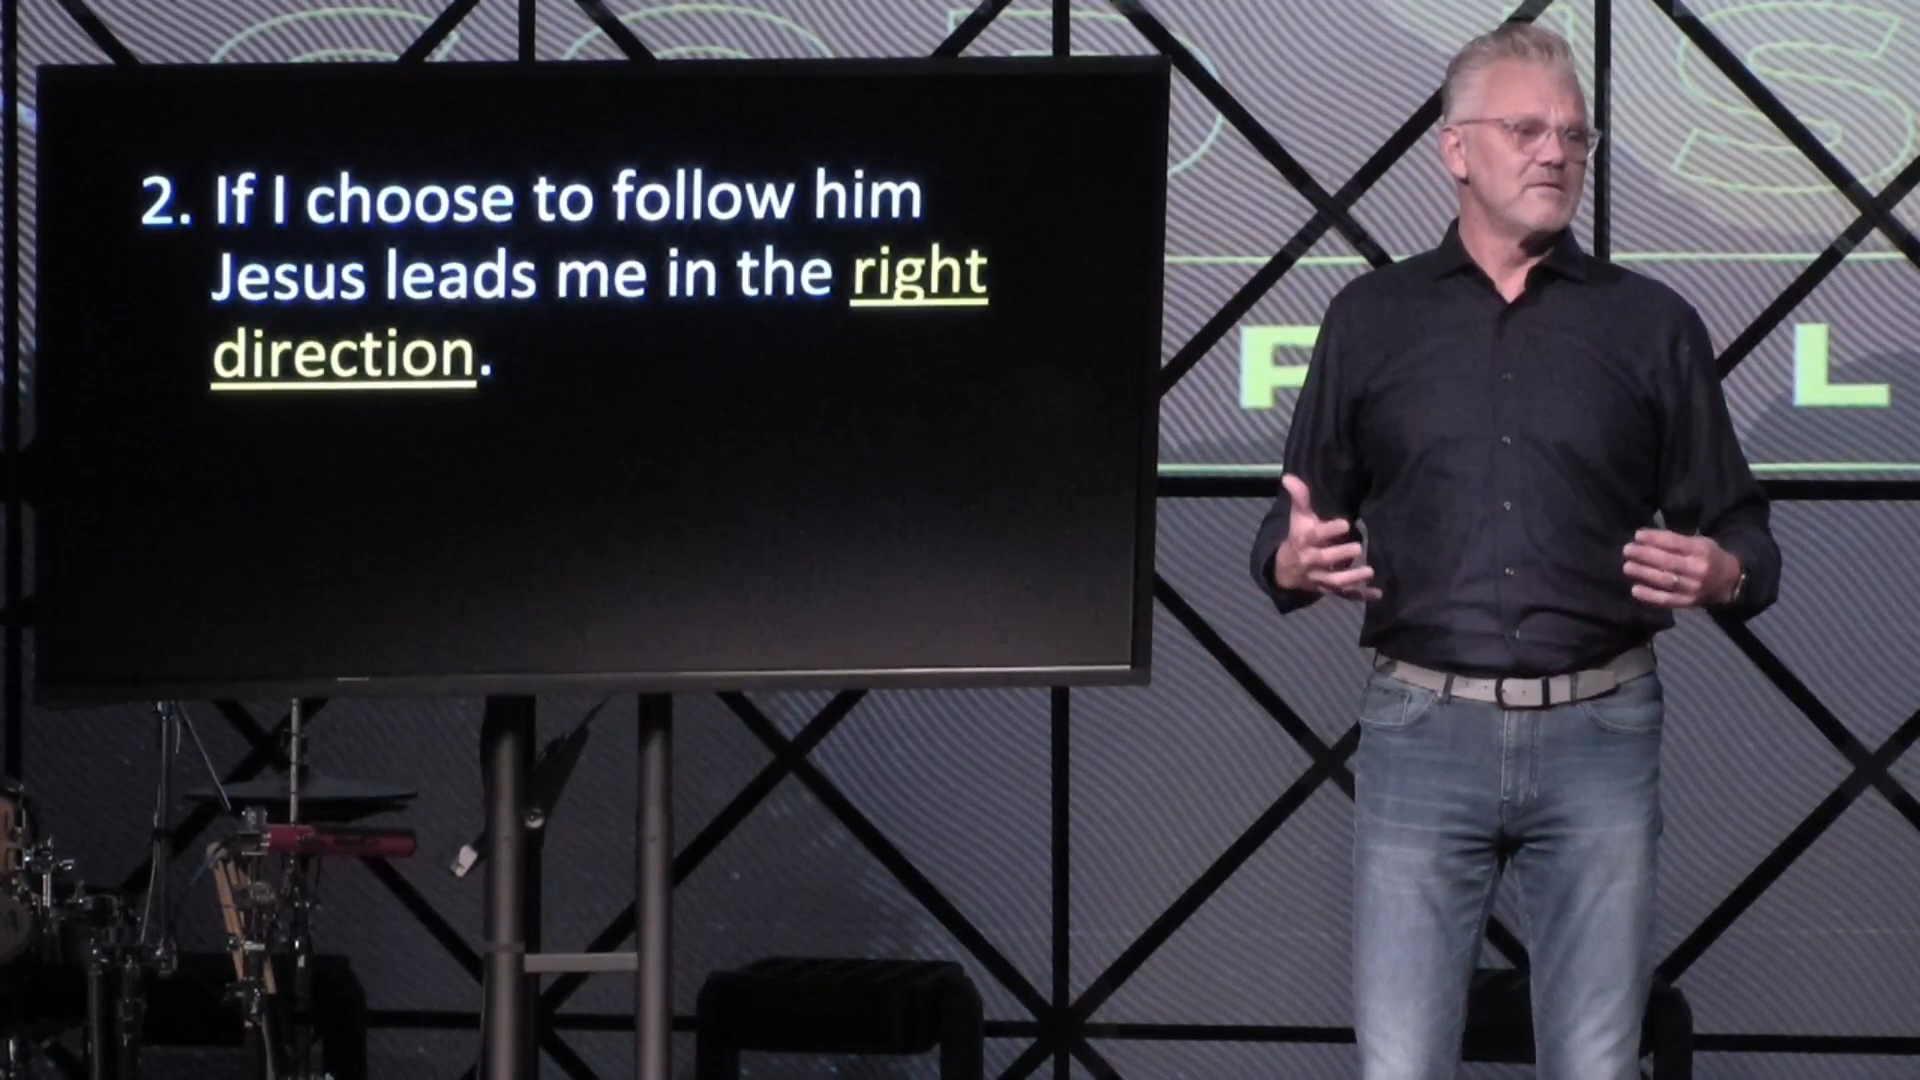 2. If I choose to follow him
Jesus leads me in the right
direction.